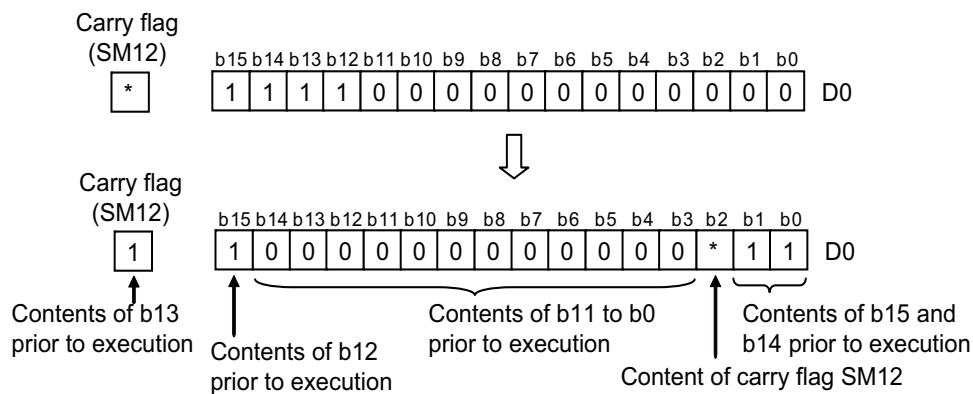 Carry flag
(SM12)
b15 b14 b13 b12 b11 b10 b9 b8 b7 b6 b5 b4 b3 b2 b1 b0
* 1 1 1 1 0 0 0 0 0 0 0 0 0 0 0 0 D0
Carry flag
(SM12)
b15 b14 b13 b12 b11 b10 b9 b8 b7 b6 b5 b4 b3 b2 b1 b0
1 1 0 0 0 0 0 0 0 0 0 0 0 0 * 1 1 D0
Contents of b13
prior to execution
Contents of b12
prior to execution
Contents of b11 to b0
prior to execution
Contents of b15 and
b14 prior to execution
Content of carry flag SM12